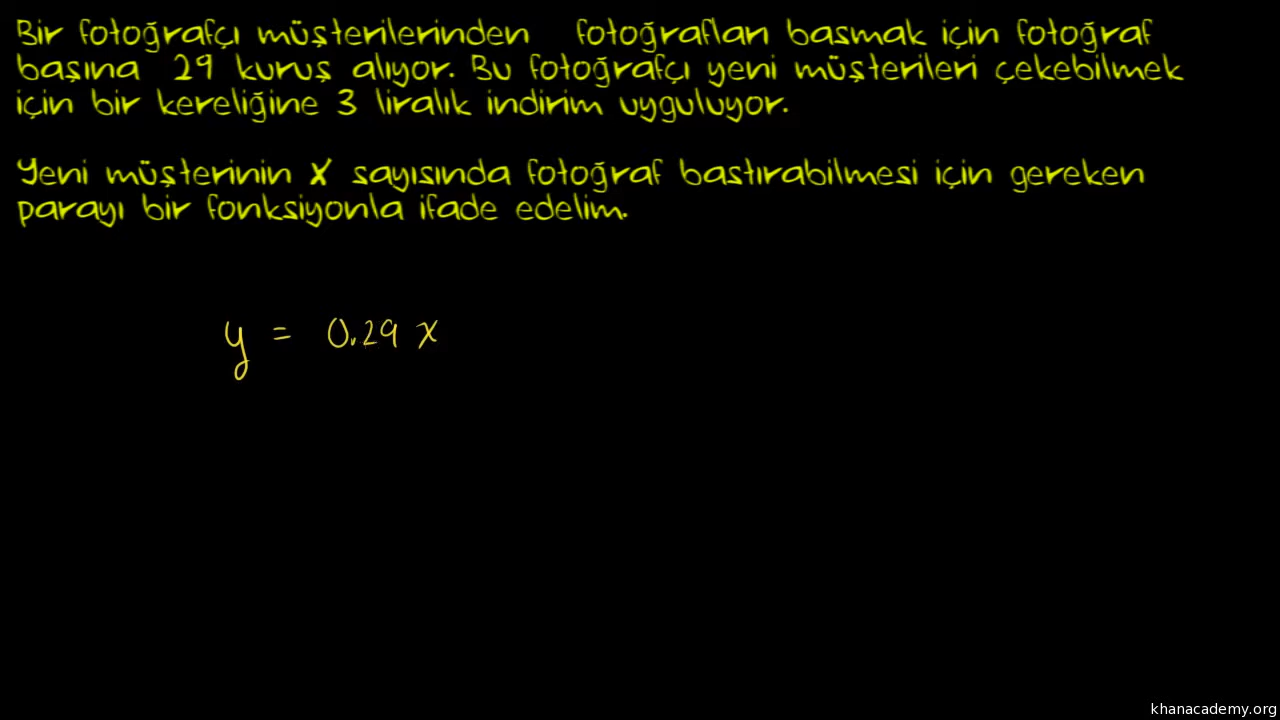 Bir fotoğrafçı müşterilerinden fotoğrafları basmak için fotoğraf
başına 29 kuruş alıyor. Bu fotoğrafçı yeni müşterileri çekebilmek
için bir kereliğine 3 liralık indirim uyguluyor.
Yeni müşterinin X sayısında fotoğraf bastırabilmesi için gereken
parayı bir fonksiyonla ifade edelim.
y = 0.29 x
khanacademy.org